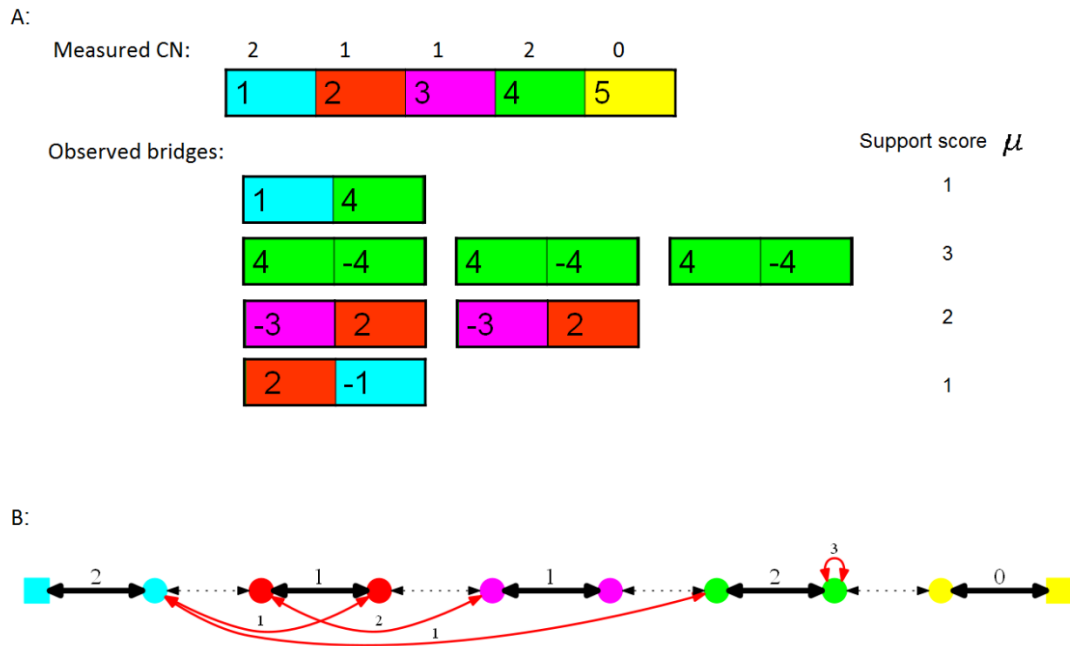 A:
Measured CN: 2 1 1 2 0
1 2 3 4 5
Observed bridges:
Support score μ
1 4 1
4 -4 4 -4 4 -4 3
-3 2 -3 2 2
2 -1 1
B:
2 1 1 2 3 0
1 2
1